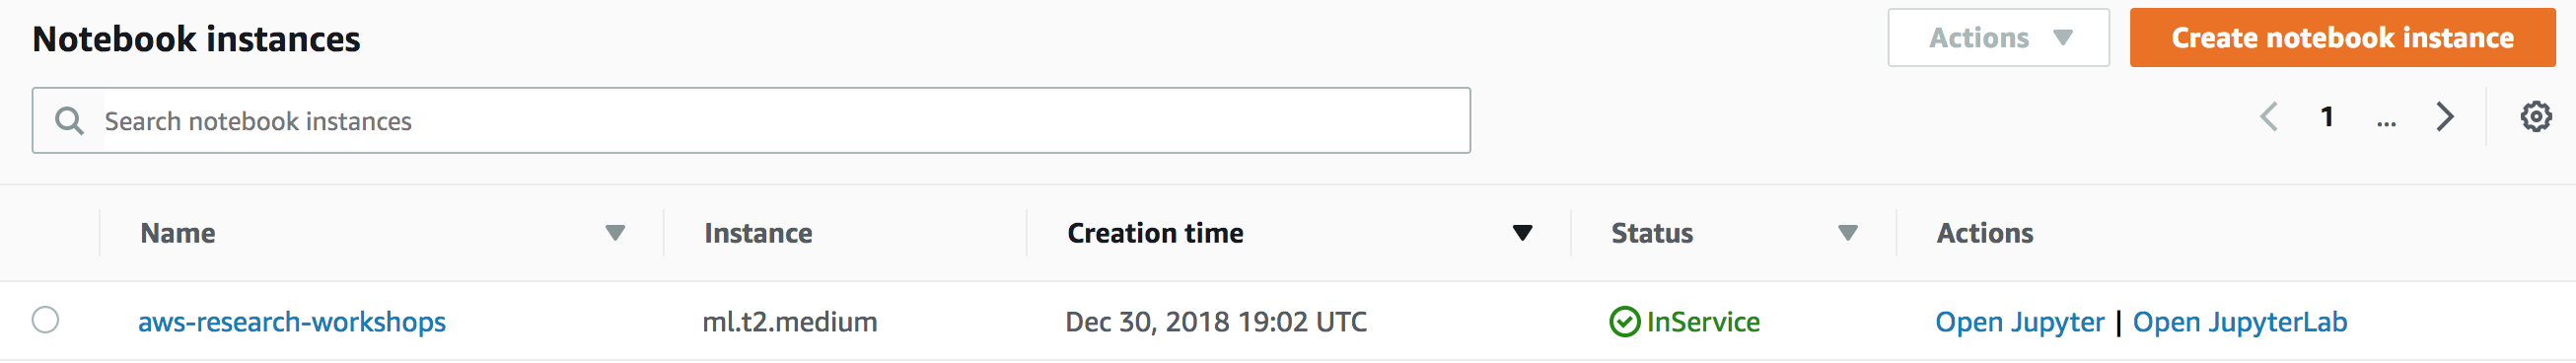 Notebook instances
Actions
Create notebook instance
Search notebook instances
1 ...
Name Instance Creation time Status Actions
aws-research-workshops ml.t2.medium Dec 30, 2018 19:02 UTC InService Open Jupyter | Open JupyterLab